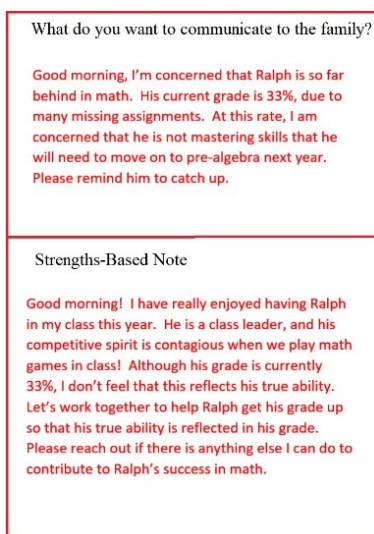 What do you want to communicate to the family?
Good morning, I'm concerned that Ralph is so far
behind in math.  His current grade is 33%, due to
many missing assignments.  At this rate, I am
concerned that he is not mastering skills that he
will need to move on to pre-algebra next year.
Please remind him to catch up.
Strengths-Based Note
Good morning!  I have really enjoyed having Ralph
in my class this year.  He is a class leader, and his
competitive spirit is contagious when we play math
games in class!  Although his grade is currently
33%, I don't feel that this reflects his true ability.
Let's work together to help Ralph get his grade up
so that his true ability is reflected in his grade.
Please reach out if there is anything else I can do to
contribute to Ralph's success in math.